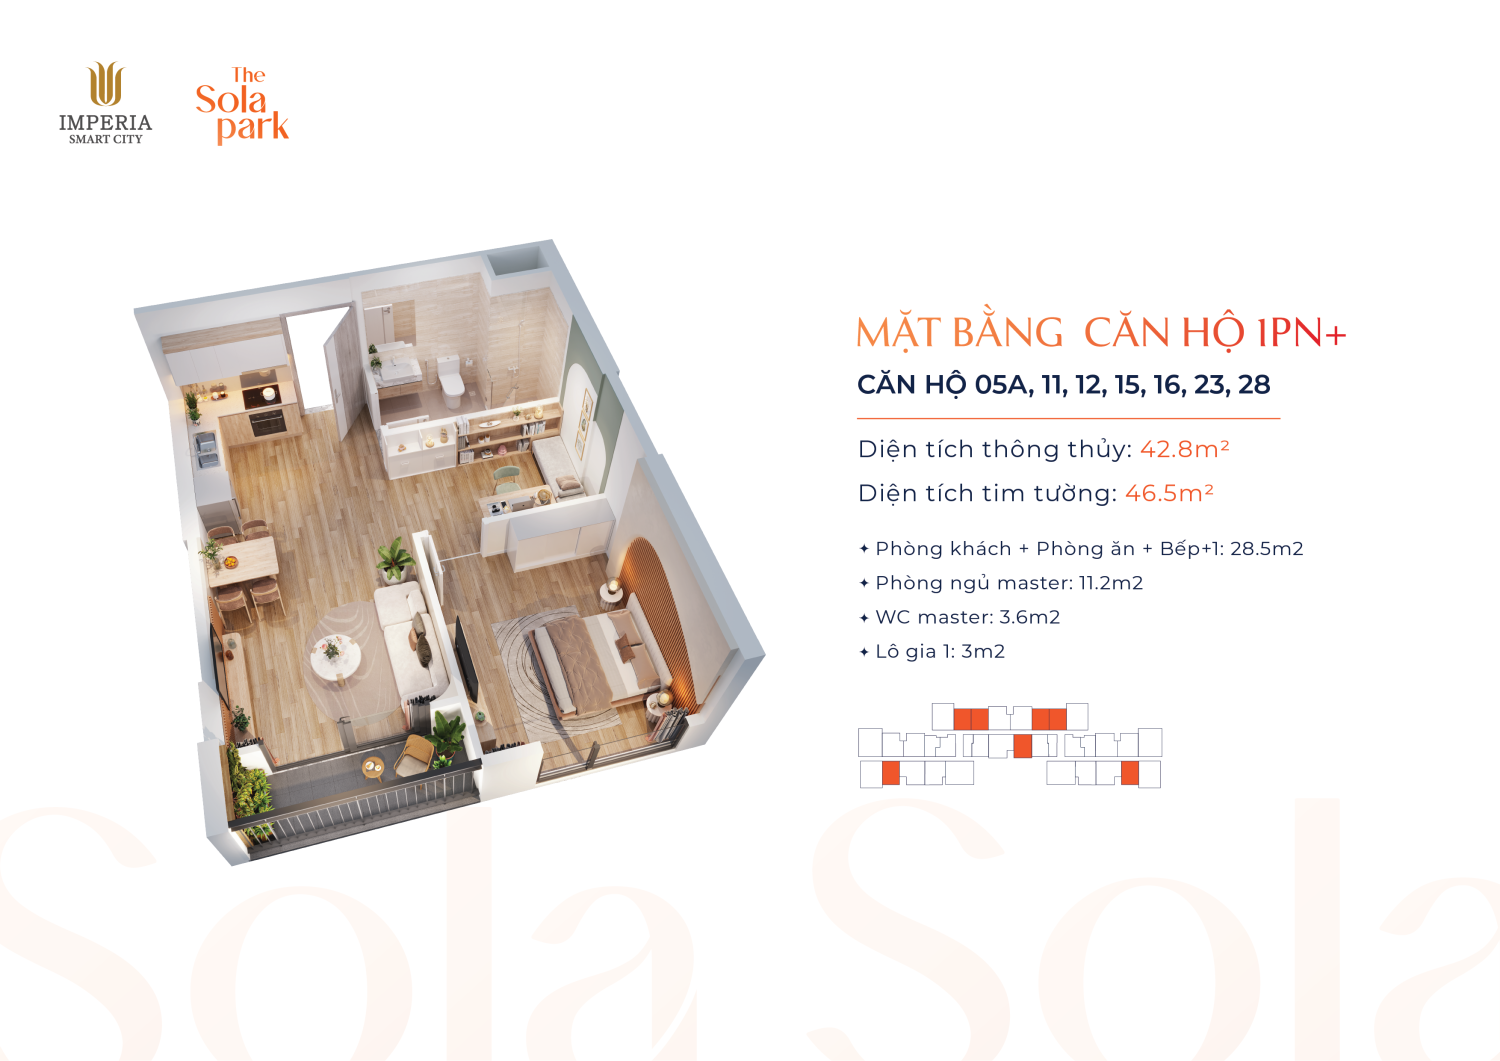 IMPERIA
SMART CITY
The
Sola
park
MẶT BẰNG CĂN HỘ 1PN+
CĂN HỘ 05A, 11, 12, 15, 16, 23, 28
Diện tích thông thủy: 42.8m²
Diện tích tim tường: 46.5m²
Phòng khách + Phòng ăn + Bếp+1: 28.5m2
Phòng ngủ master: 11.2m2
WC master: 3.6m2
Lô gia 1: 3m2
Sola Sola